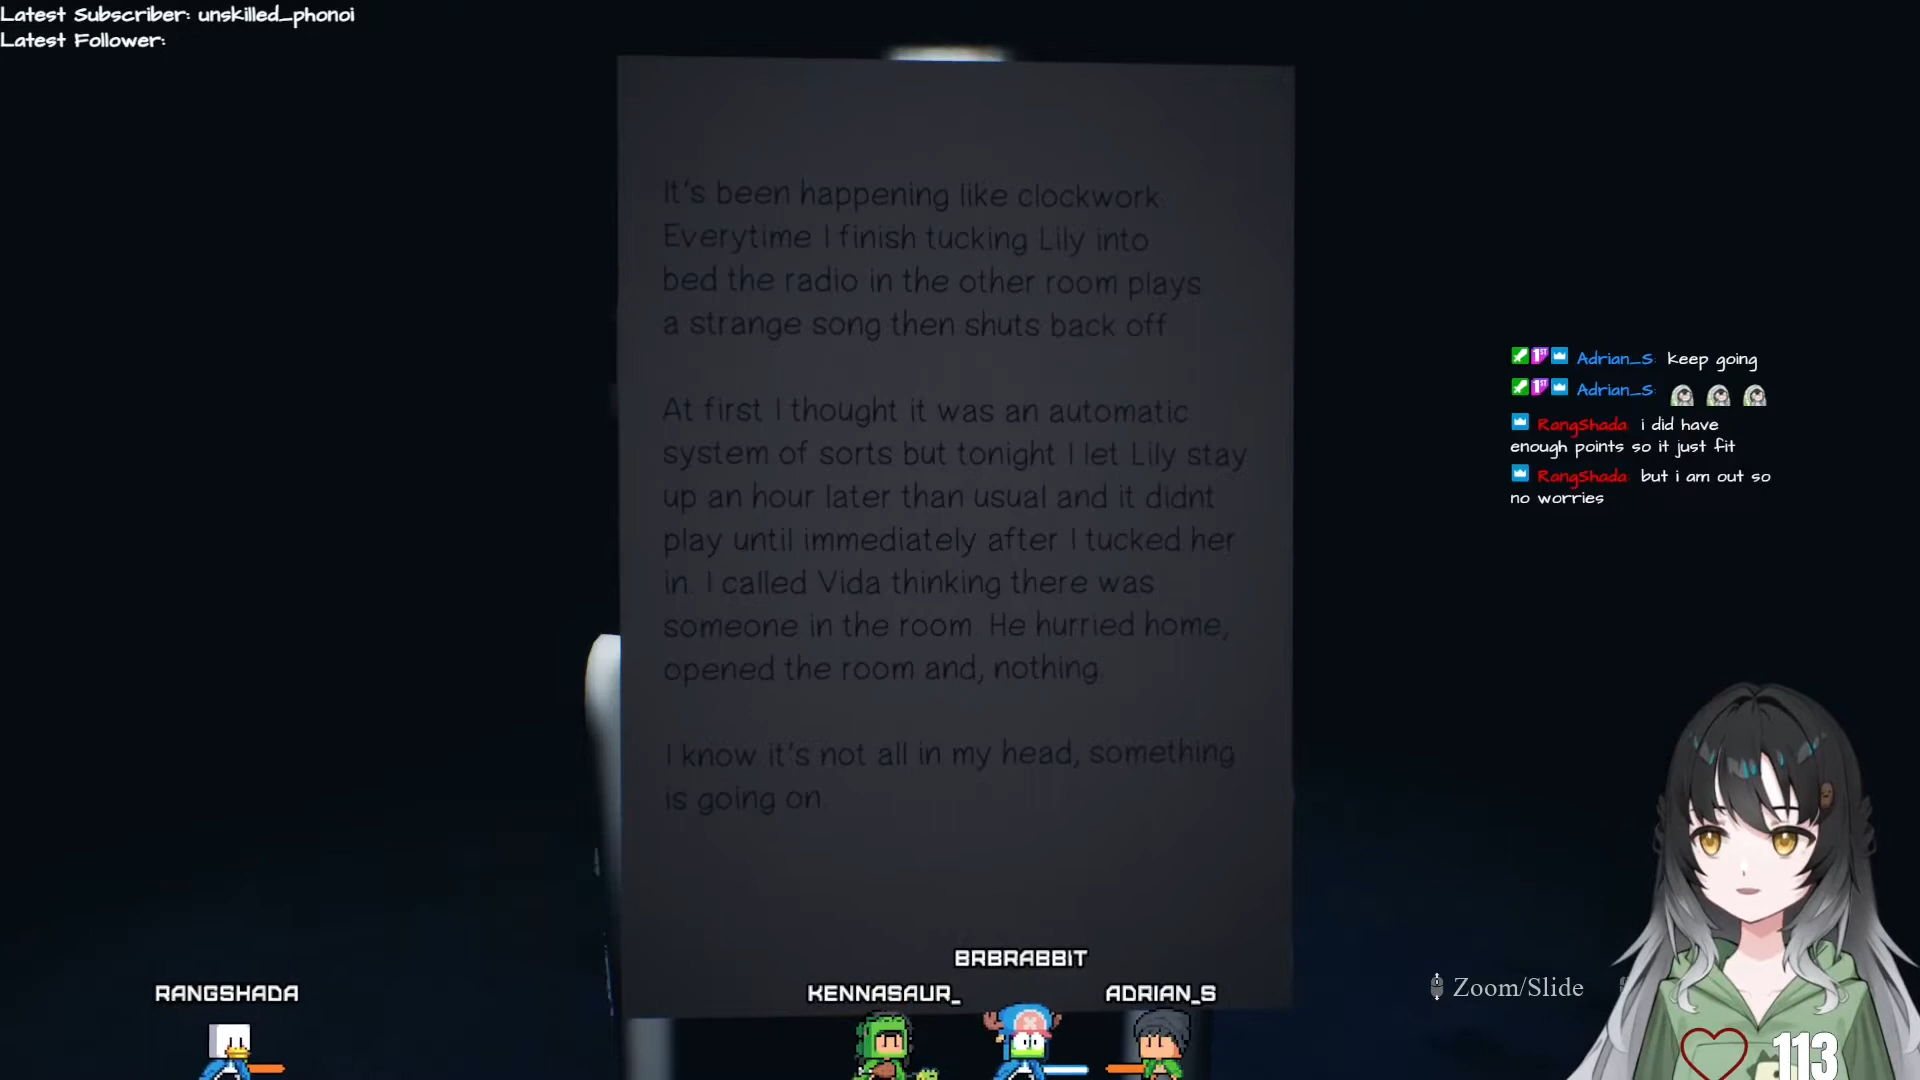 Latest Subscriber: unskilled_phonoi
Latest Follower:
It's been happening like clockwork
Everytime I finish tucking Lily into
bed the radio in the other room plays
a strange song then shuts back off
At first I thought it was an automatic
system of sorts but tonight I let Lily stay
up an hour later than usual and it didnt
play until immediately after I tucked her
in. I called Vida thinking there was
someone in the room. He hurried home,
opened the room and, nothing.
I know it's not all in my head, something
is going on
Adrian_S: keep going
Adrian_S:
RangShada: i did have
enough points so it just fit
RangShada: but i am out so
no worries
Zoom/Slide
RANGSHADA
KENNASAUR_
BRBRABBIT
ADRIAN_S
113